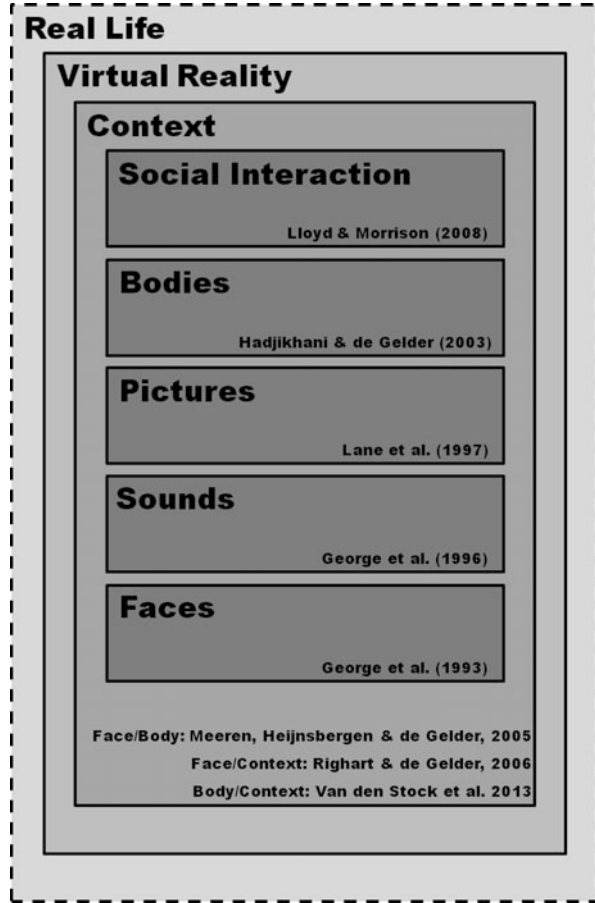 Real Life
Virtual Reality
Context
Social Interaction
Lloyd & Morrison (2008)
Bodies
Hadjikhani & de Gelder (2003)
Pictures
Lane et al. (1997)
Sounds
George et al. (1996)
Faces
George et al. (1993)
Face/Body: Meeren, Heijnsbergen & de Gelder, 2005
Face/Context: Righart & de Gelder, 2006
Body/Context: Van den Stock et al. 2013